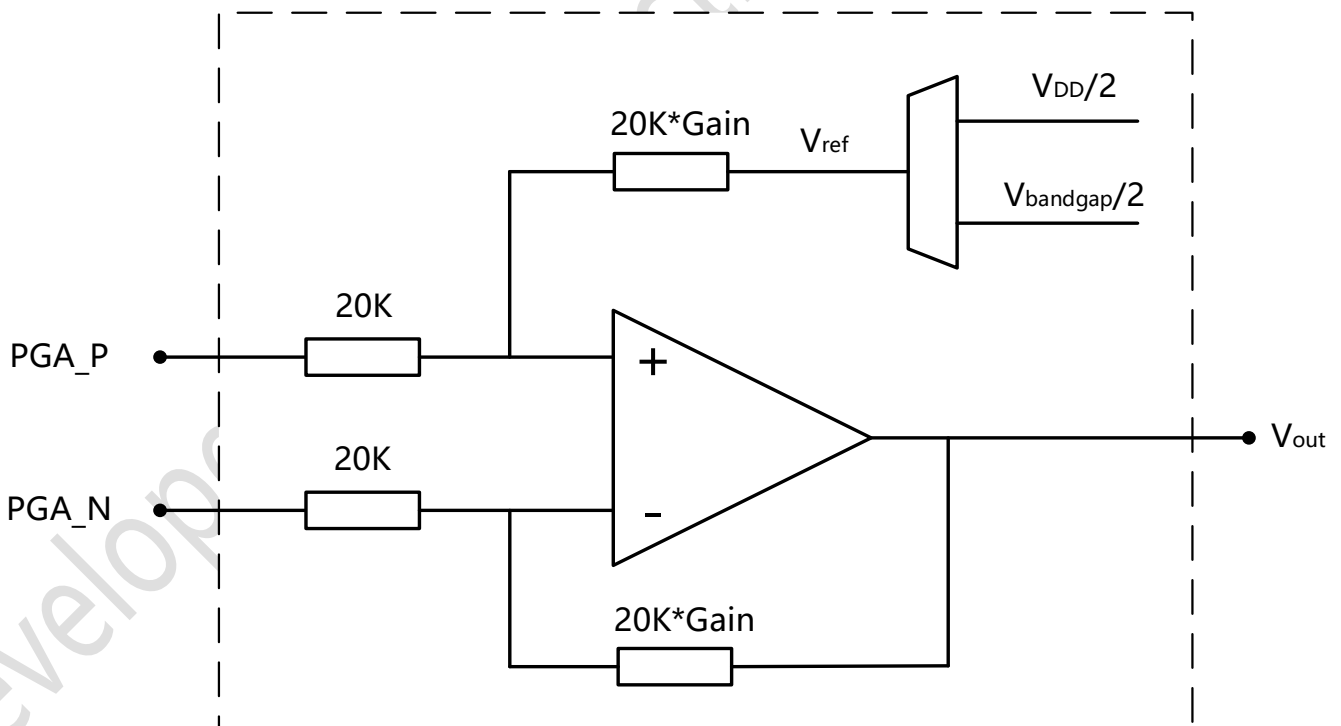 VDD/2
20K*Gain
Vref
Vbandgap/2
20K
PGA_P
+
20K
Vout
PGA_N
-
20K*Gain